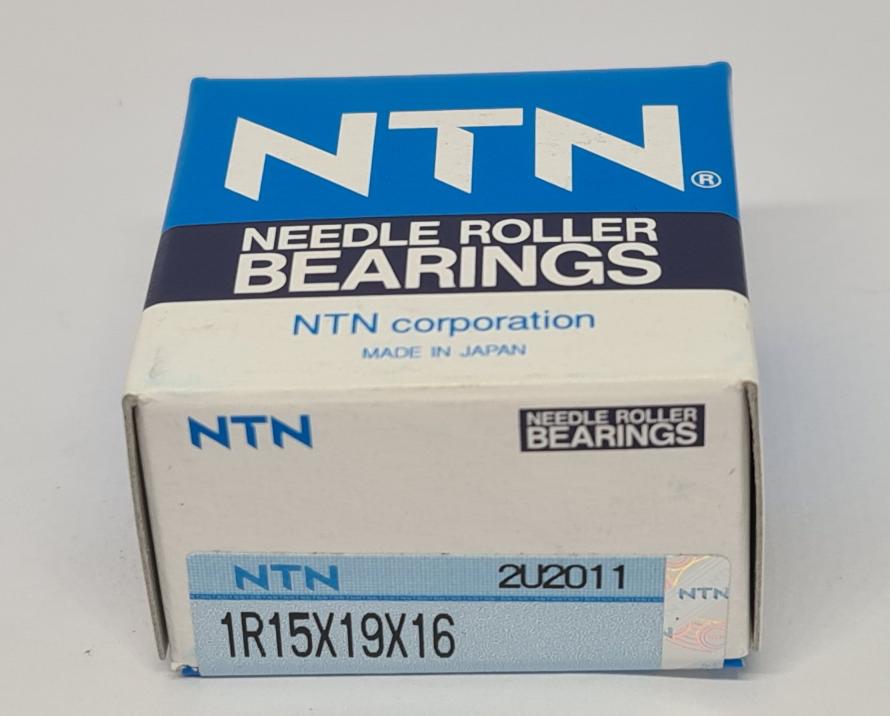 NTN®
NEEDLE ROLLER
BEARINGS
NTN corporation
MADE IN JAPAN
NTN
NEEDLE ROLLER
BEARINGS
NTN 2U2011
NTN
1R15X19X16